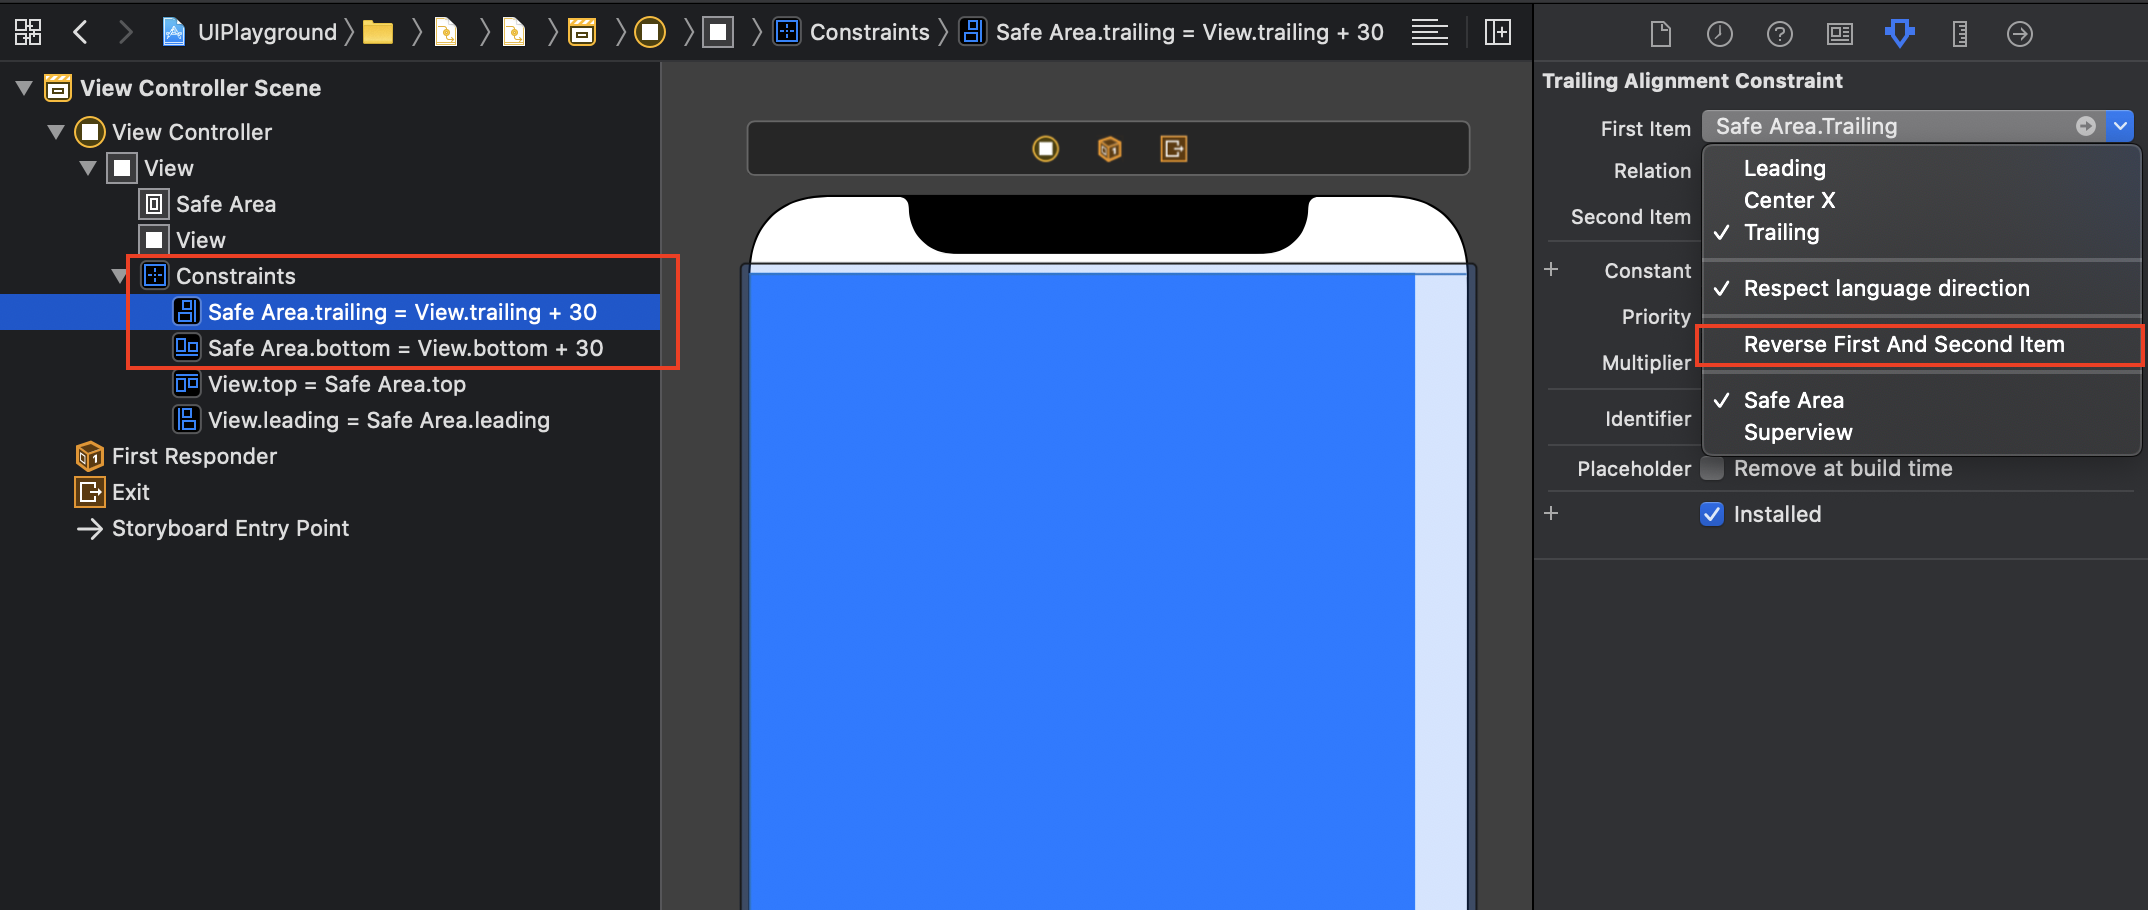 UIPlayground
Constraints
Safe Area.trailing = View.trailing + 30
View Controller Scene
View Controller
View
Safe Area
View
Constraints
Safe Area.trailing = View.trailing + 30
Safe Area.bottom = View.bottom + 30
View.top = Safe Area.top
View.leading = Safe Area.leading
First Responder
Exit
Storyboard Entry Point
Trailing Alignment Constraint
First Item Safe Area.Trailing
Relation
Second Item
Constant
Priority
Multiplier
Identifier
Leading
Center X
Trailing
Respect language direction
Reverse First And Second Item
Safe Area
Superview
Placeholder Remove at build time
Installed